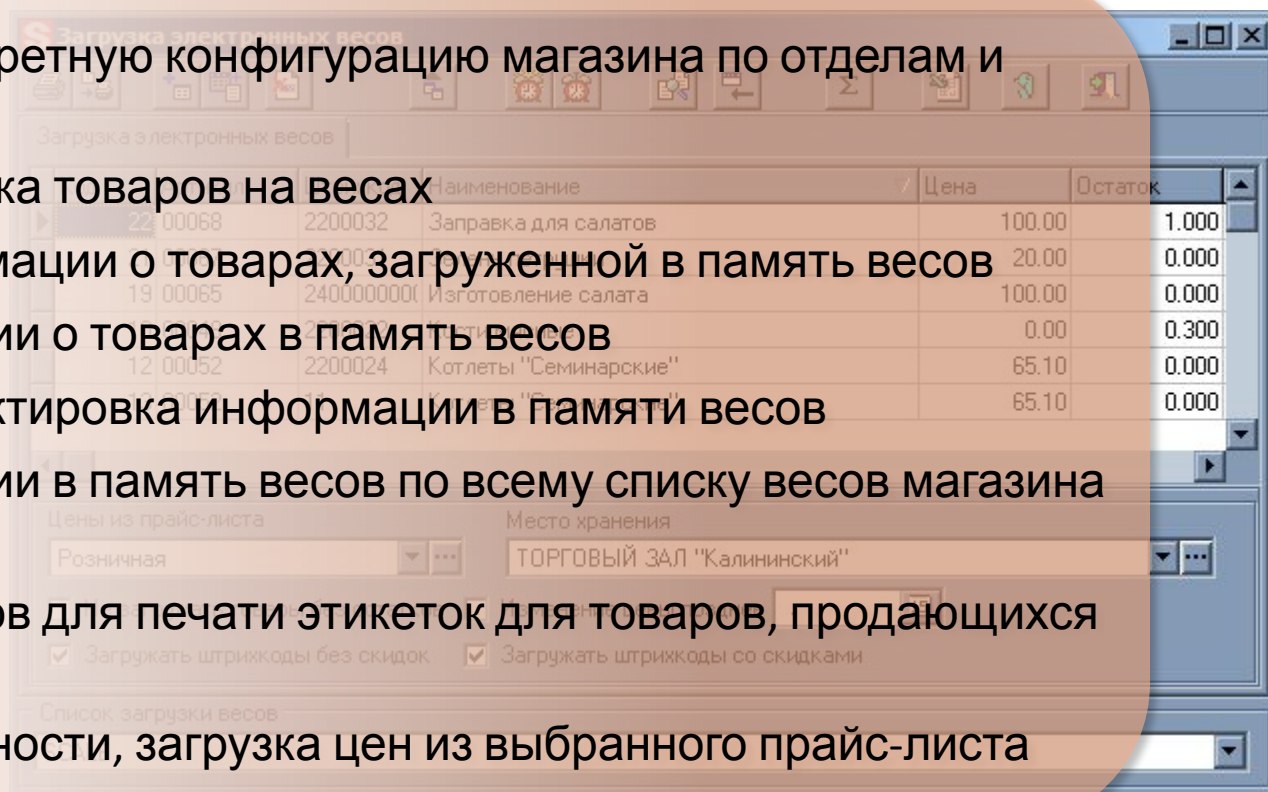 Загрузка электронных весов
ретную конфигурацию магазина по отделам и
Загрузка электронных весов
ка товаров на весах
Наименование Цена Остаток
22 00068 2200032 Заправка для салатов 100.00 1.000
мации о товарах, загруженной в память весов
20.00 0.000
19 00065 2400000000 Изготовление салата 100.00 0.000
ии о товарах в память весов
0.00 0.300
12 00052 2200024 Котлеты "Семинарские" 65.10 0.000
ктировка информации в памяти весов
65.10 0.000
ии в память весов по всему списку весов магазина
Цены из прайс-листа Место хранения
Розничная ТОРГОВЫЙ ЗАЛ "Калининский"
ов для печати этикеток для товаров, продающихся
Загружать штрихкоды без скидок Загружать штрихкоды со скидками
Список загрузки весов
ности, загрузка цен из выбранного прайс-листа